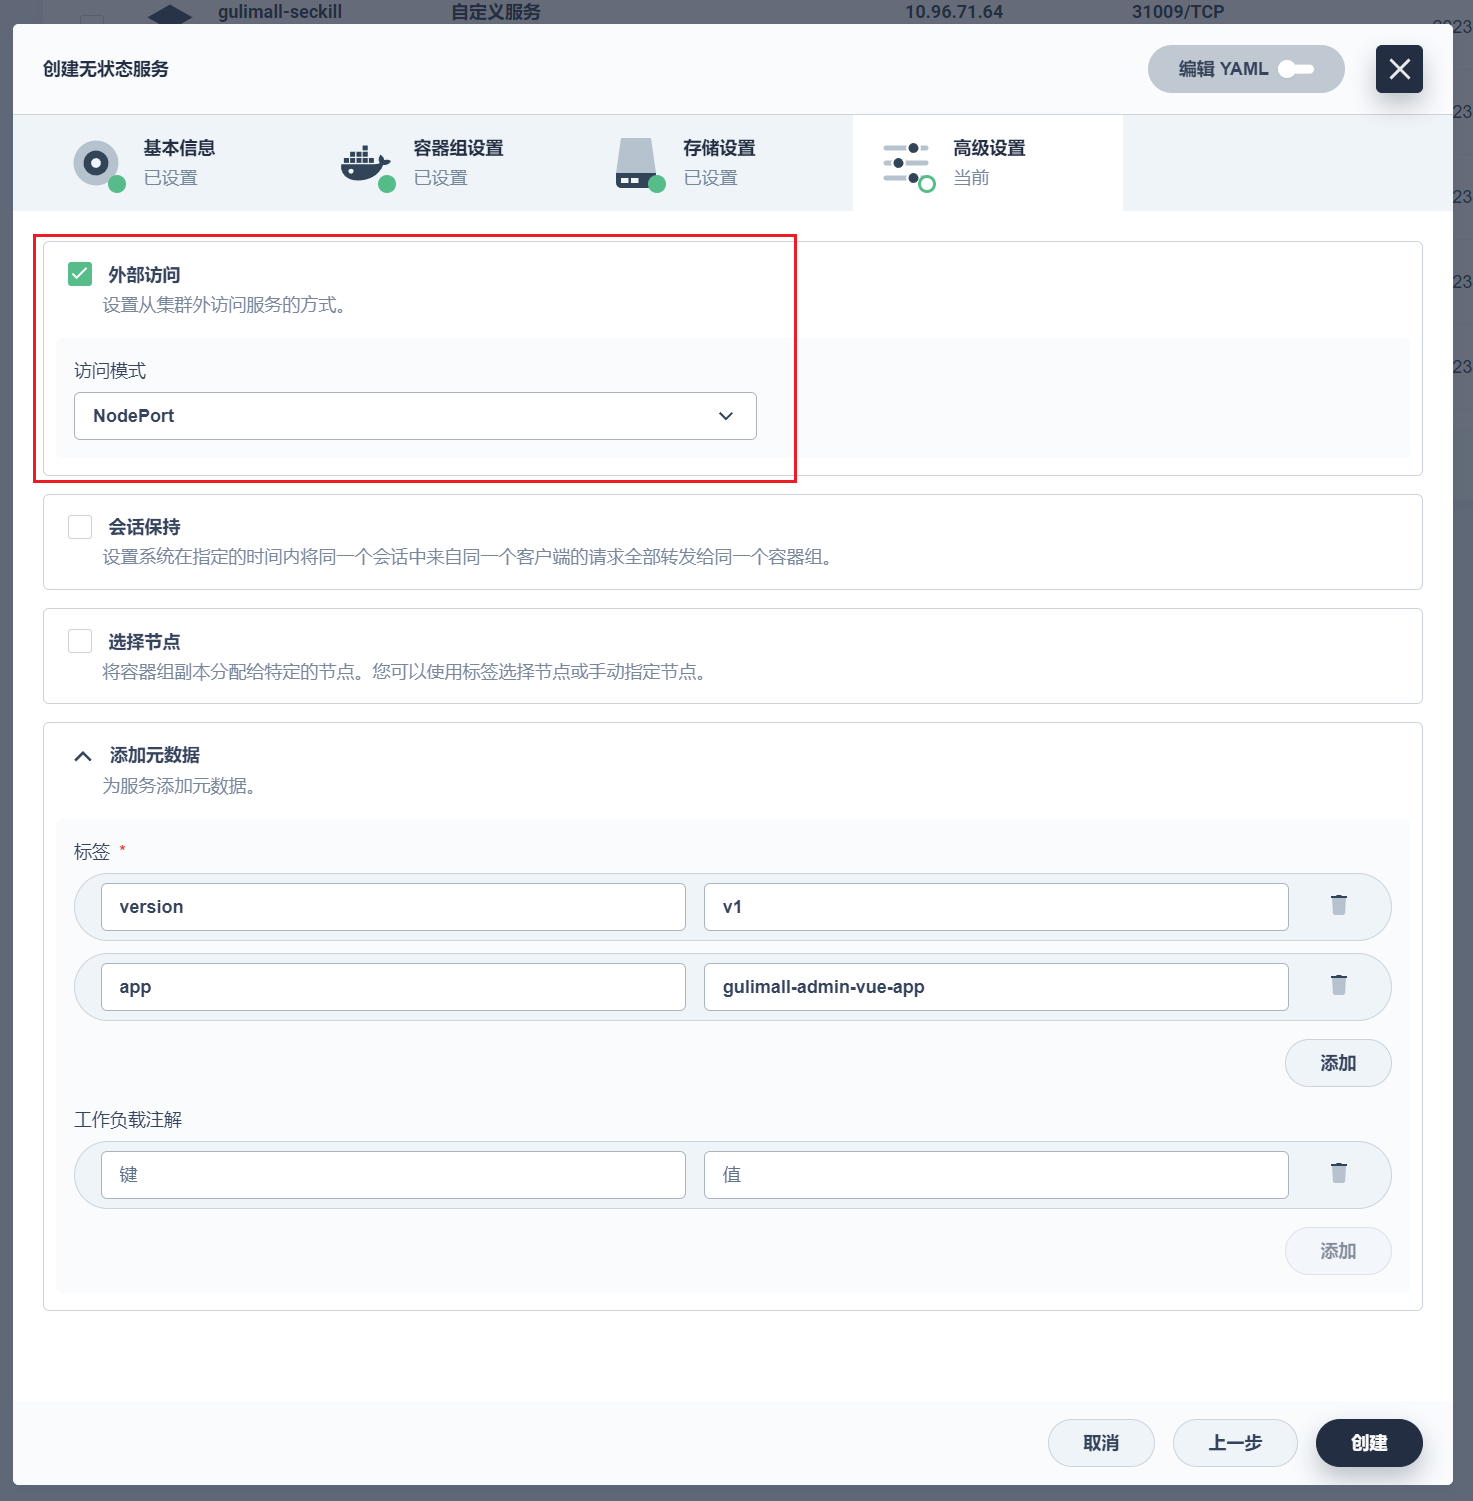 gulimall-seckill 自定义服务 10.96.71.64 31009/TCP
创建无状态服务 编辑 YAML
基本信息 容器组设置 存储设置 高级设置
已设置 已设置 已设置 当前
外部访问
设置从集群外访问服务的方式。
访问模式
NodePort
会话保持
设置系统在指定的时间内将同一个会话中来自同一个客户端的请求全部转发给同一个容器组。
选择节点
将容器组副本分配给特定的节点。您可以使用标签选择节点或手动指定节点。
添加元数据
为服务添加元数据。
标签 *
version v1
app gulimall-admin-vue-app
添加
工作负载注解
键 值
添加
取消 上一步 创建